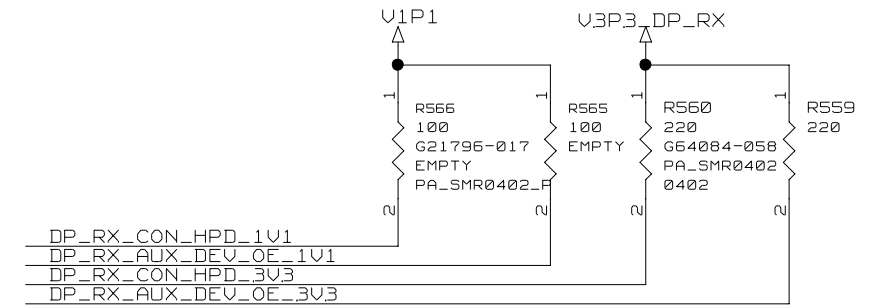 V1P1
V3P3_DP_RX
1
R566
100
G21796-017
EMPTY
PA_SMR0402_P
2
1
R565
100
EMPTY
2
1
R560
220
G64084-058
PA_SMR0402
0402
2
1
R559
220
2
DP_RX_CON_HPD_1V1
DP_RX_AUX_DEV_OE_1V1
DP_RX_CON_HPD_3V3
DP_RX_AUX_DEV_OE_3V3